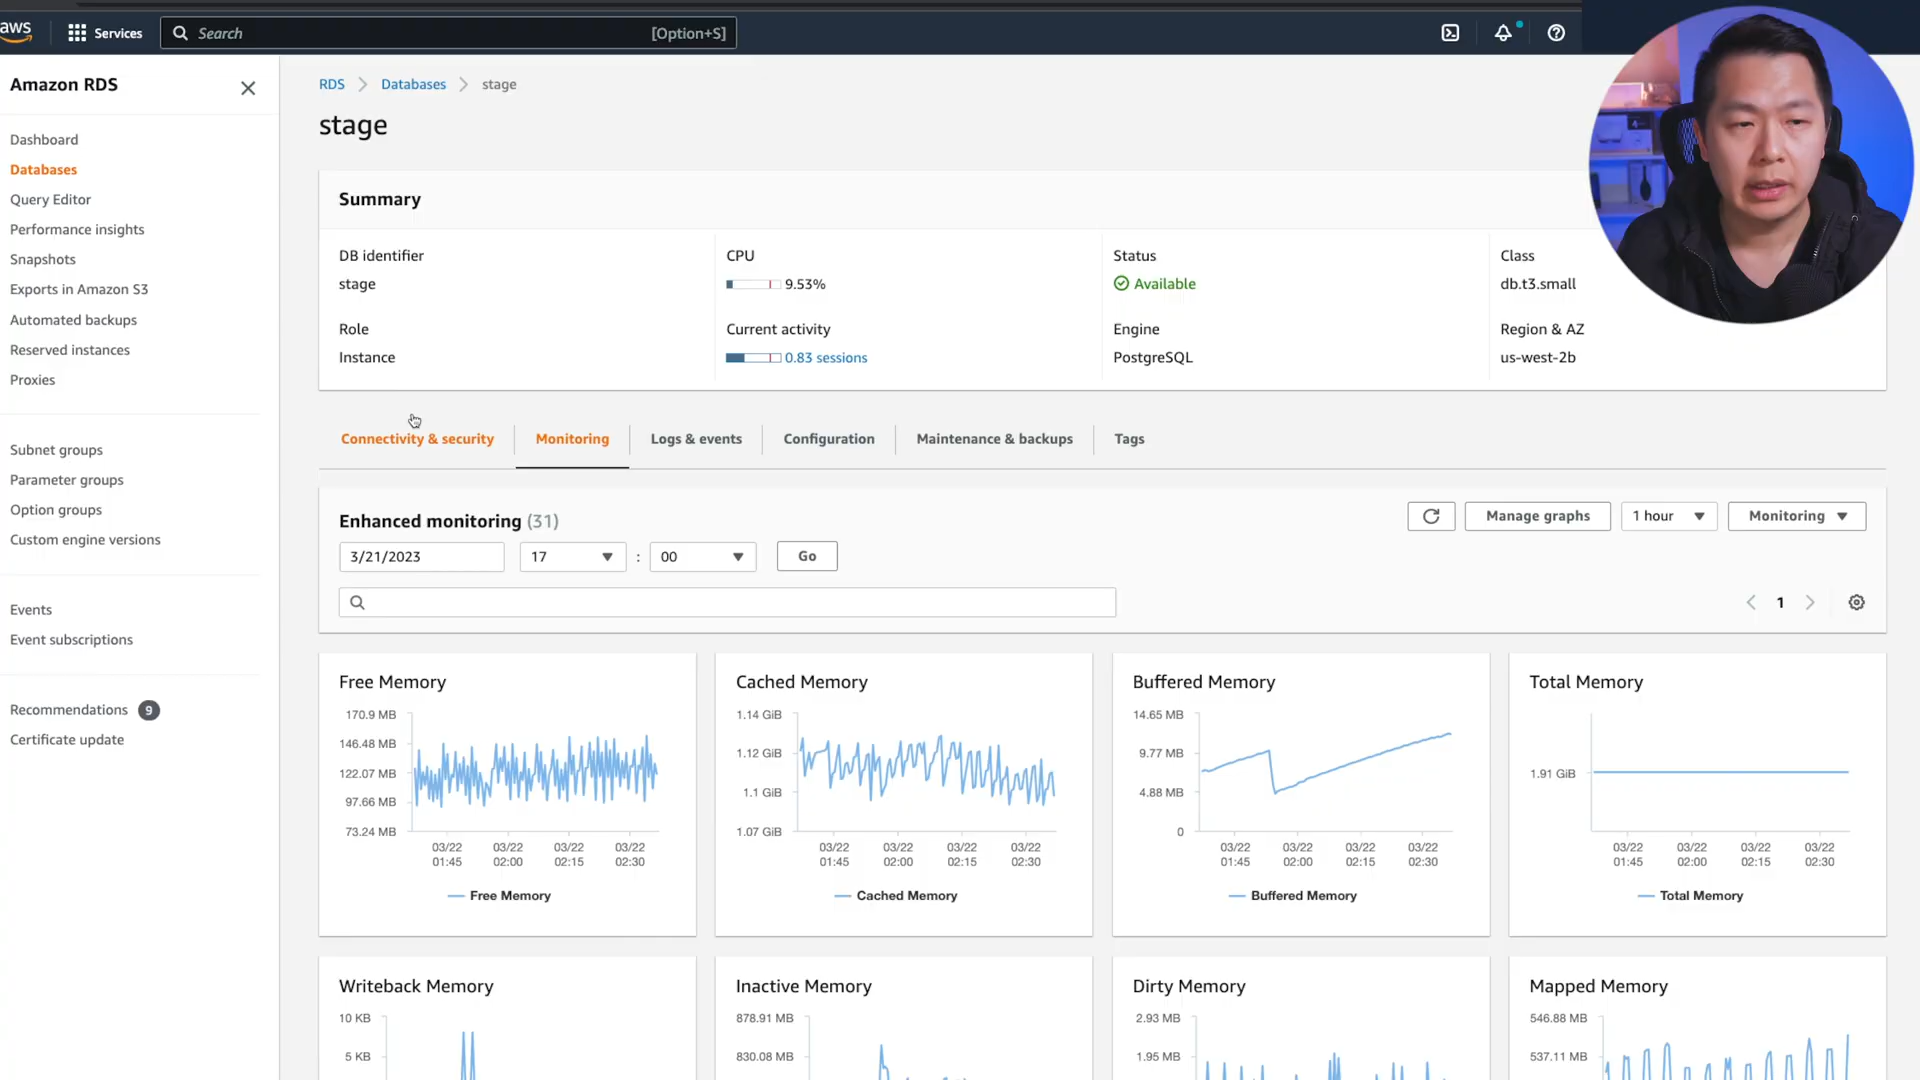 aws
Services
Search
[Option+S]
Amazon RDS
Dashboard
Databases
Query Editor
Performance insights
Snapshots
Exports in Amazon S3
Automated backups
Reserved instances
Proxies
Subnet groups
Parameter groups
Option groups
Custom engine versions
Events
Event subscriptions
Recommendations 9
Certificate update
RDS
Databases
stage
stage
Summary
DB identifier
stage
CPU
9.53%
Status
Available
Class
db.t3.small
Role
Instance
Current activity
0.83 sessions
Engine
PostgreSQL
Region & AZ
us-west-2b
Connectivity & security
Monitoring
Logs & events
Configuration
Maintenance & backups
Tags
Enhanced monitoring (31)
Manage graphs
1 hour
Monitoring
3/21/2023
17
:
00
Go
1
Free Memory
170.9 MB
146.48 MB
122.07 MB
97.66 MB
73.24 MB
03/22 03/22 03/22 03/22
01:45 02:00 02:15 02:30
Free Memory
Cached Memory
1.14 GiB
1.12 GiB
1.1 GiB
1.07 GiB
03/22 03/22 03/22 03/22
01:45 02:00 02:15 02:30
Cached Memory
Buffered Memory
14.65 MB
9.77 MB
4.88 MB
0
03/22 03/22 03/22 03/22
01:45 02:00 02:15 02:30
Buffered Memory
Total Memory
1.91 GiB
03/22 03/22 03/22 03/22
01:45 02:00 02:15 02:30
Total Memory
Writeback Memory
10 KB
5 KB
Inactive Memory
878.91 MB
830.08 MB
Dirty Memory
2.93 MB
1.95 MB
Mapped Memory
546.88 MB
537.11 MB